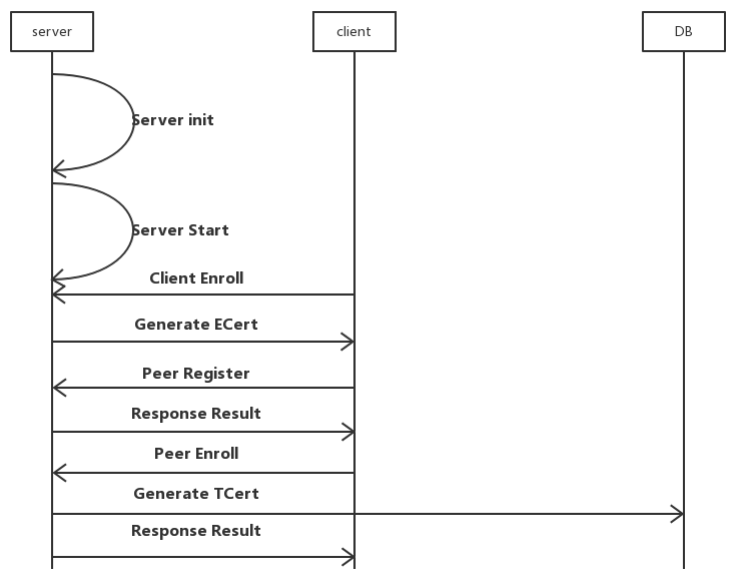 server
client
DB
Server init
Server Start
Client Enroll
Generate ECert
Peer Register
Response Result
Peer Enroll
Generate TCert
Response Result